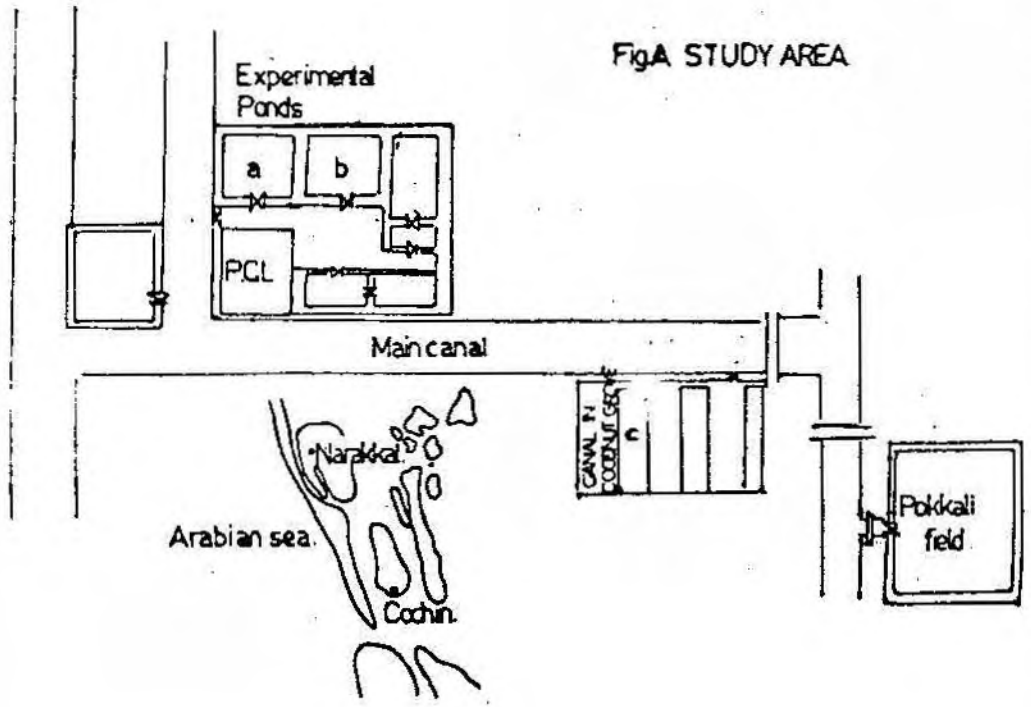 Fig.A STUDY AREA
Experimental
Ponds
a
b
P.C.L
Main canal
CANAL IN
COCONUT GROVE
c
Narakkal.
Arabian sea.
Cochin.
Pokkali
field